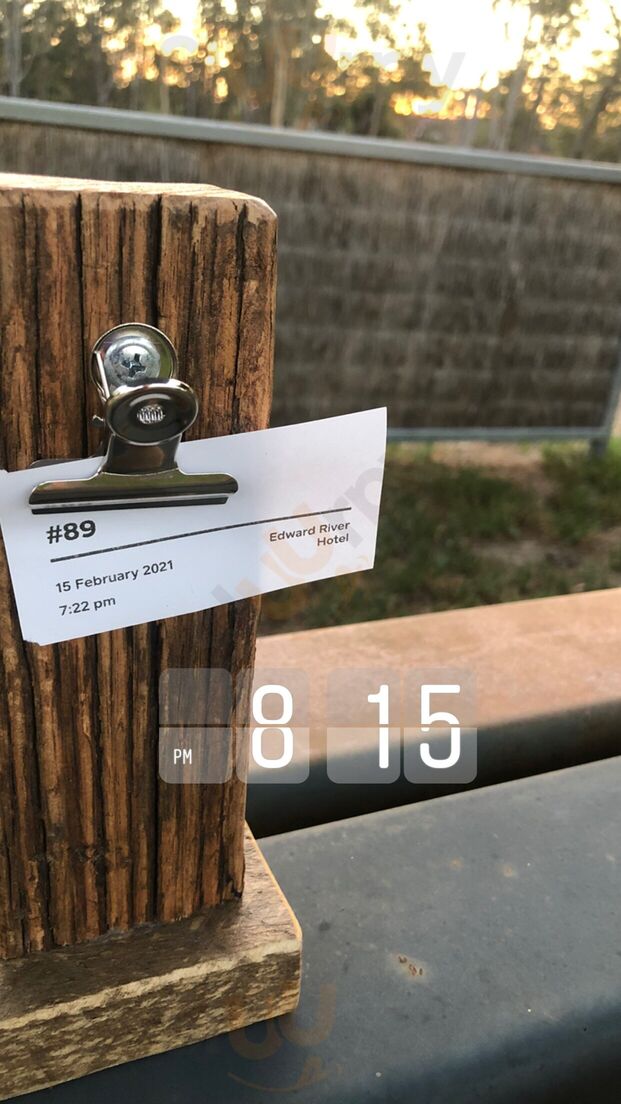 #89
Edward River
Hotel
15 February 2021
7:22 pm
PM 8 15